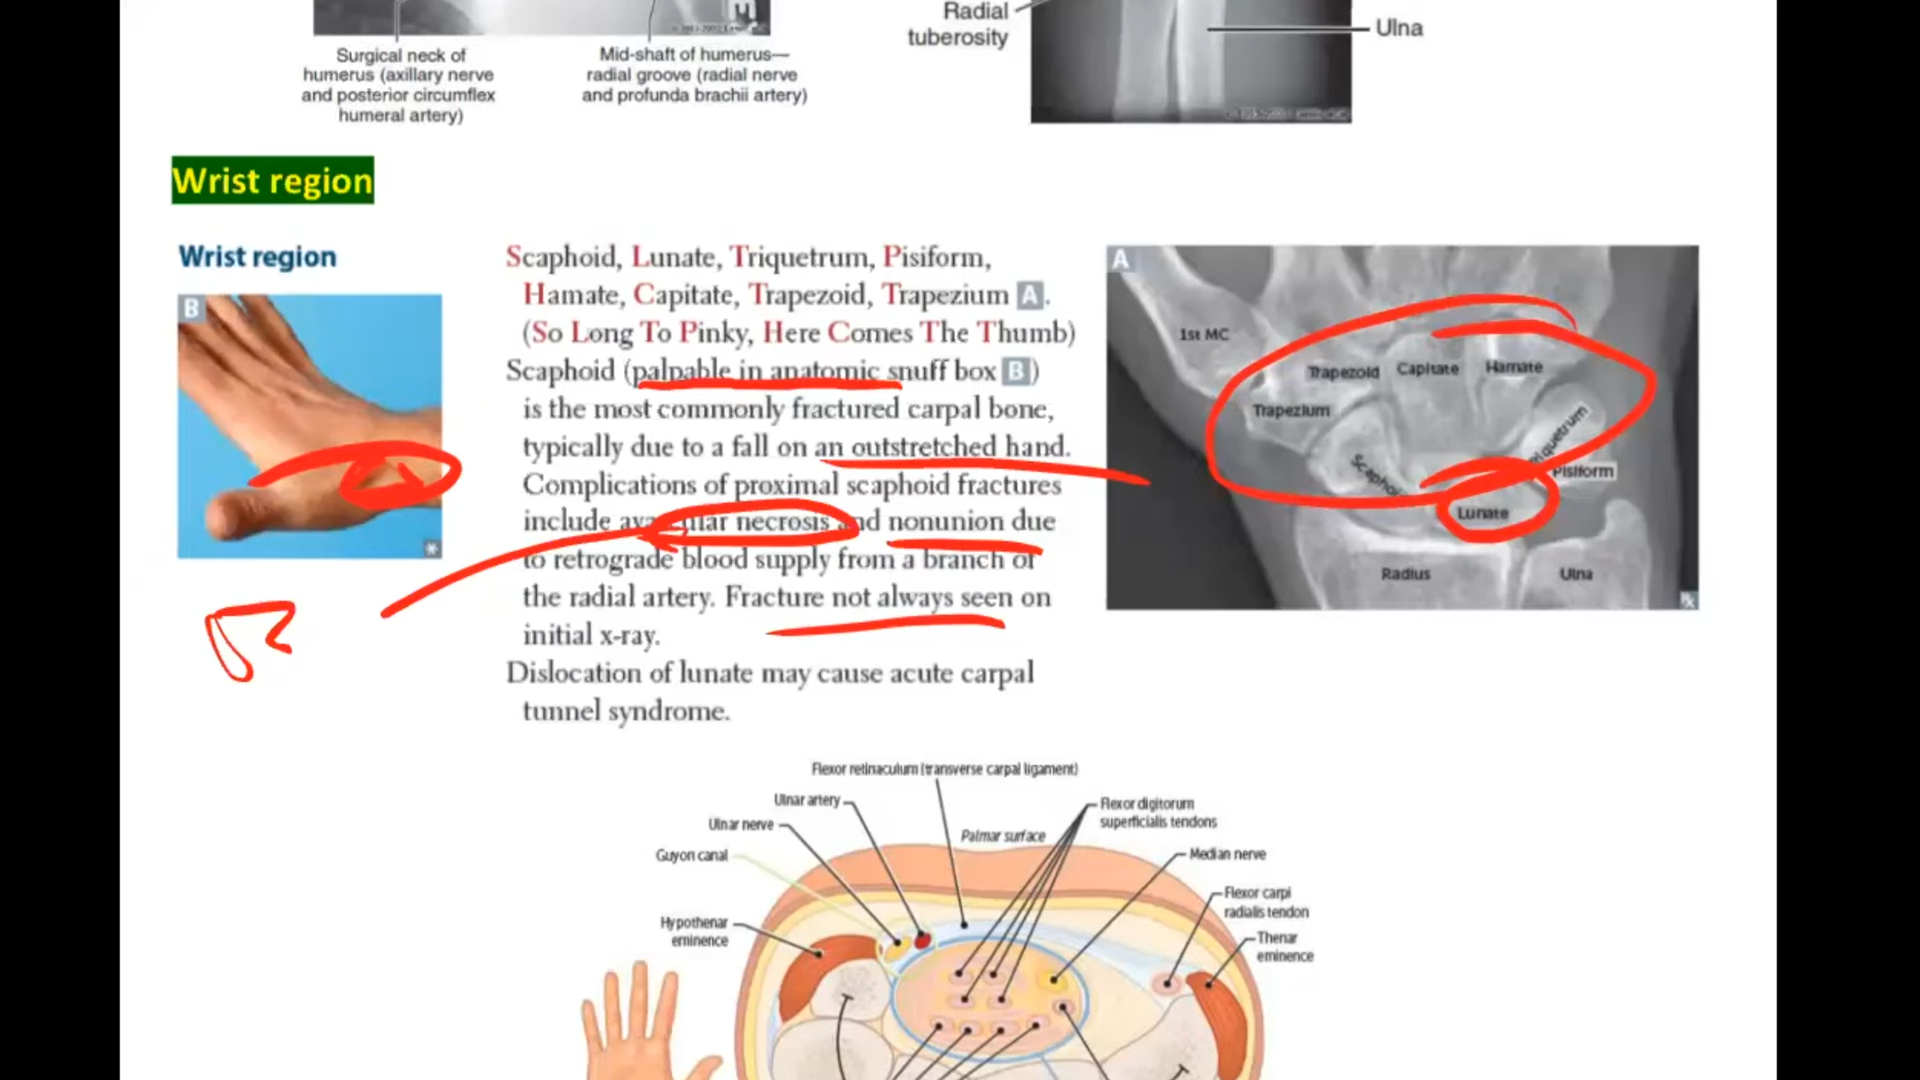 Surgical neck of
humerus (axillary nerve
and posterior circumflex
humeral artery)
Mid-shaft of humerus—
radial groove (radial nerve
and profunda brachii artery)
Radial
tuberosity
Ulna
Wrist region
Wrist region
B
Scaphoid, Lunate, Triquetrum, Pisiform,
Hamate, Capitate, Trapezoid, Trapezium A.
(So Long To Pinky, Here Comes The Thumb)
Scaphoid (palpable in anatomic snuff box B)
is the most commonly fractured carpal bone,
typically due to a fall on an outstretched hand.
Complications of proximal scaphoid fractures
include avascular necrosis and nonunion due
to retrograde blood supply from a branch of
the radial artery. Fracture not always seen on
initial x-ray.
Dislocation of lunate may cause acute carpal
tunnel syndrome.
A
1st MC
Trapezoid
Capitate
Hamate
Trapezium
Triquetrum
Scaphoid
Pisiform
Lunate
Radius
Ulna
Flexor retinaculum (transverse carpal ligament)
Ulnar artery
Ulnar nerve
Guyon canal
Palmar surface
Flexor digitorum
superficialis tendons
Median nerve
Flexor carpi
radialis tendon
Hypothenar
eminence
Thenar
eminence